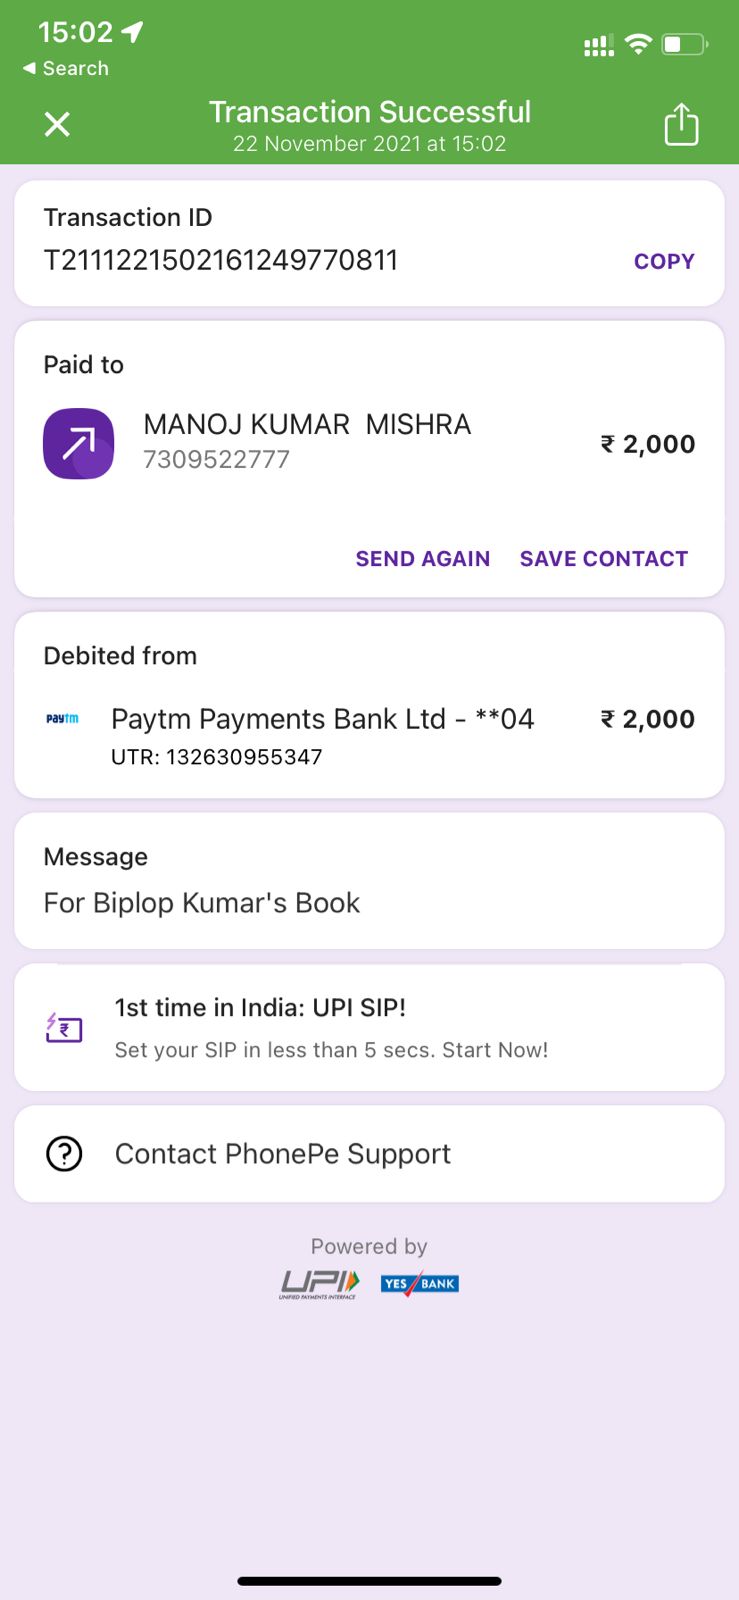 15:02
◀ Search
Transaction Successful
22 November 2021 at 15:02
Transaction ID
T2111221502161249770811
COPY
Paid to
MANOJ KUMAR  MISHRA
7309522777
₹ 2,000
SEND AGAIN
SAVE CONTACT
Debited from
paytm
Paytm Payments Bank Ltd - **04
₹ 2,000
UTR: 132630955347
Message
For Biplop Kumar's Book
1st time in India: UPI SIP!
Set your SIP in less than 5 secs. Start Now!
Contact PhonePe Support
Powered by
UPI
UNIFIED PAYMENTS INTERFACE
YES BANK